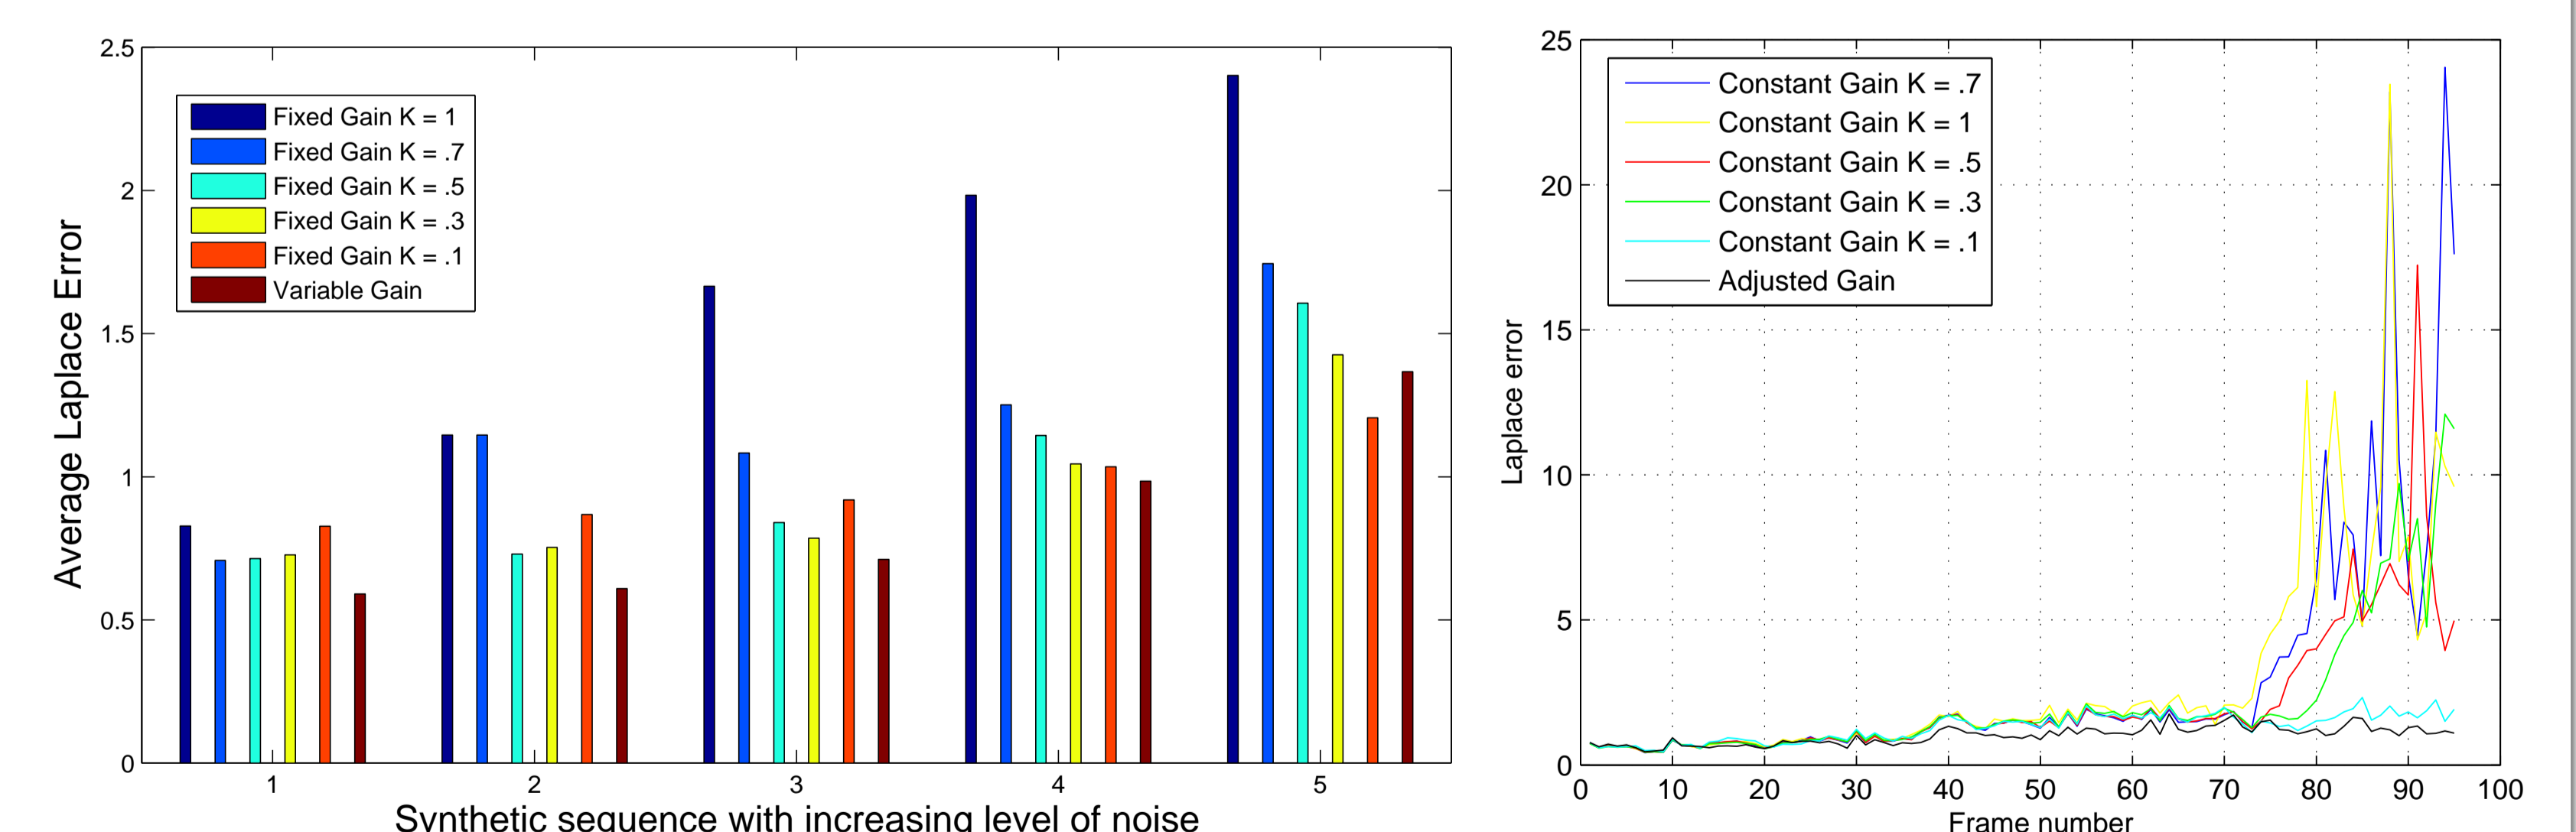 2.5
2
1.5
1
0.5
0
Average Laplace Error
Fixed Gain K = 1
Fixed Gain K = .7
Fixed Gain K = .5
Fixed Gain K = .3
Fixed Gain K = .1
Variable Gain
1 2 3 4 5
Synthetic sequence with increasing level of noise
25
20
15
10
5
0
Laplace error
Constant Gain K = .7
Constant Gain K = 1
Constant Gain K = .5
Constant Gain K = .3
Constant Gain K = .1
Adjusted Gain
0 10 20 30 40 50 60 70 80 90 100
Frame number